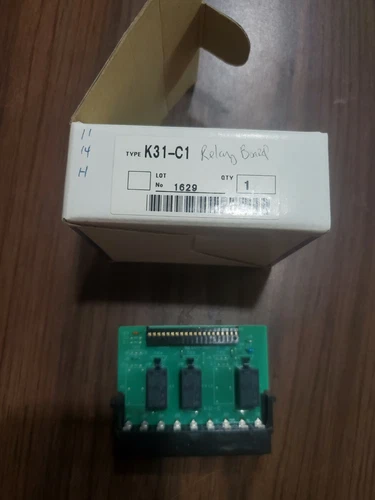 11
14
H
TYPE K31-C1 Relay Board
LOT
No 1629
QTY
1